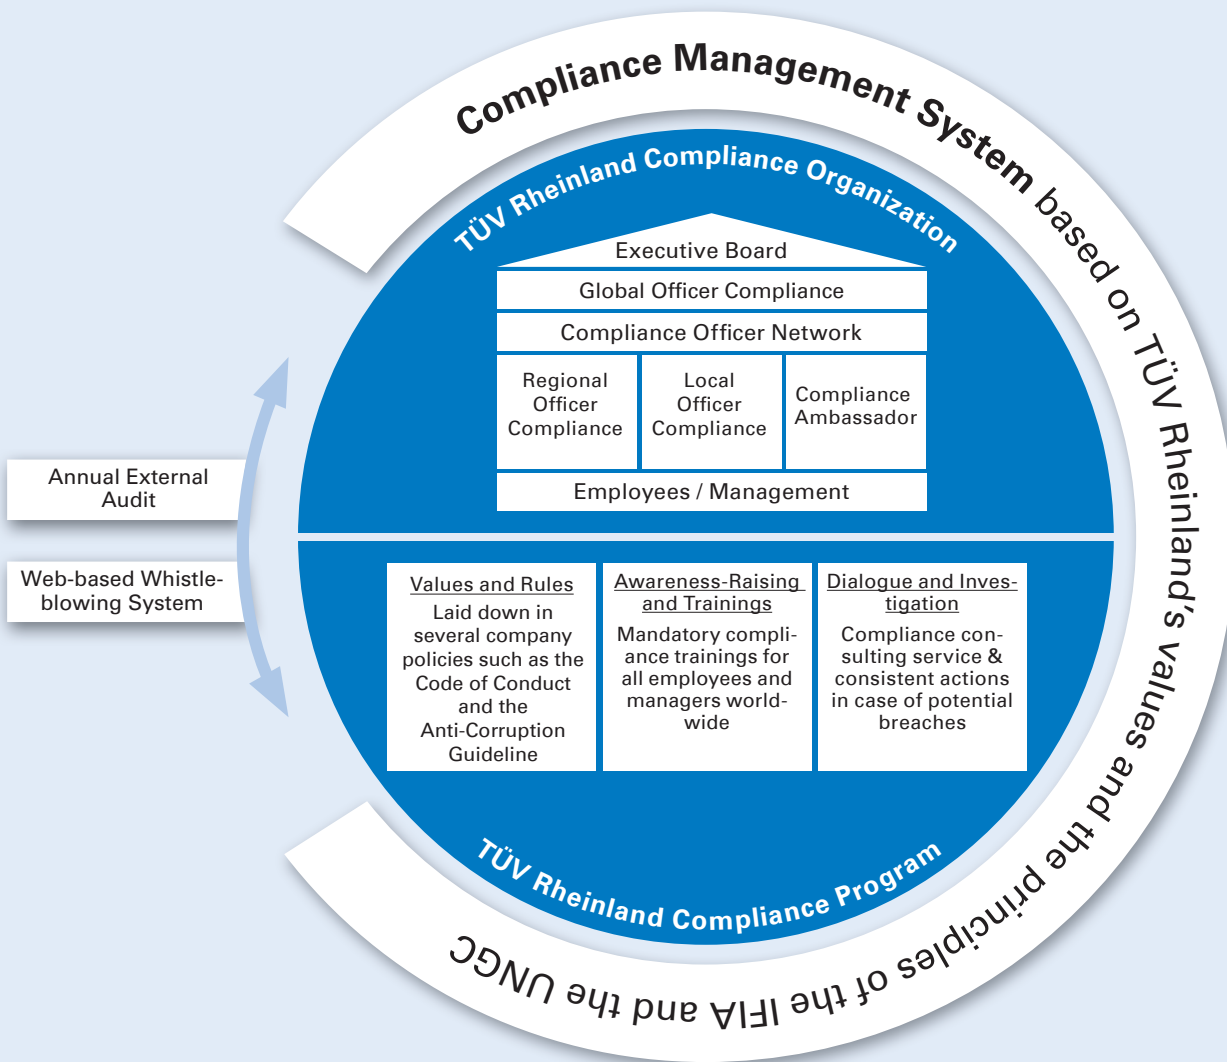 Compliance Management System based on TÜV Rheinland's values and the principles of the IFIA and the UNGC
TÜV Rheinland Compliance Organization
Executive Board
Global Officer Compliance
Compliance Officer Network
Regional
Officer
Compliance
Local
Officer
Compliance
Compliance
Ambassador
Employees / Management
Annual External
Audit
Web-based Whistle-
blowing System
Values and Rules
Laid down in
several company
policies such as the
Code of Conduct
and the
Anti-Corruption
Guideline
Awareness-Raising
and Trainings
Mandatory compli-
ance trainings for
all employees and
managers world-
wide
Dialogue and Inves-
tigation
Compliance con-
sulting service &
consistent actions
in case of potential
breaches
TÜV Rheinland Compliance Program